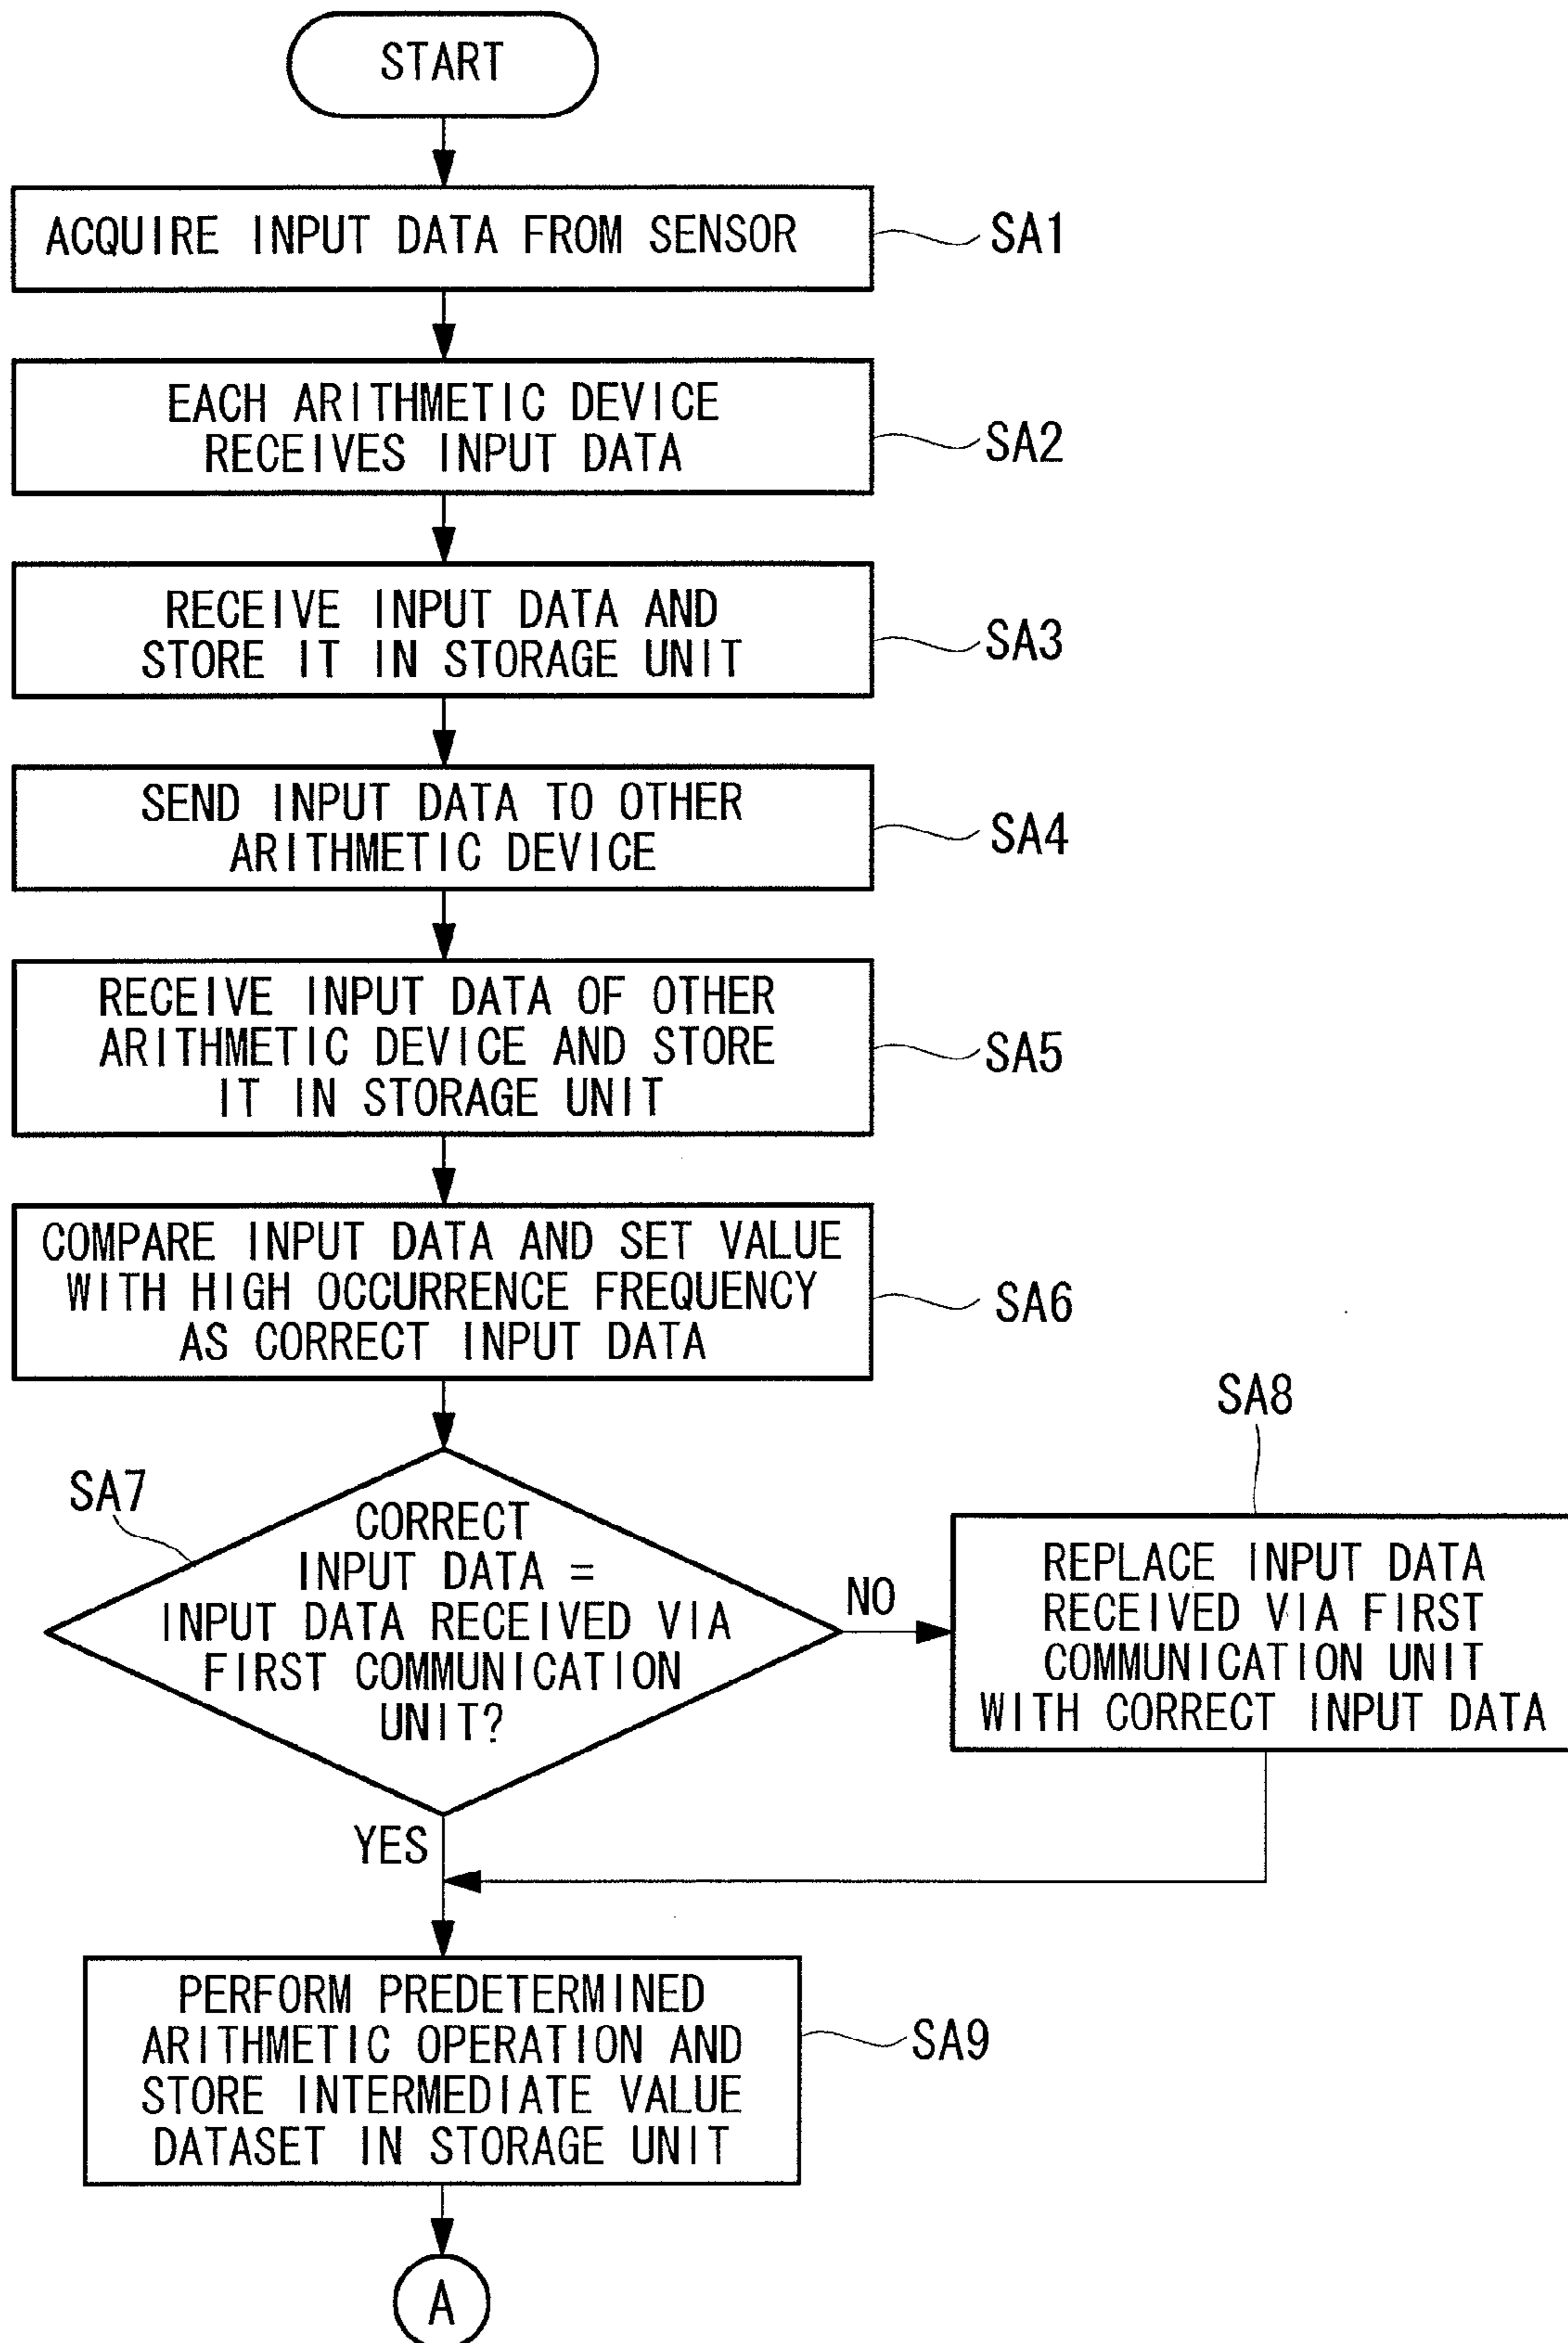 START
ACQUIRE INPUT DATA FROM SENSOR
SA1
EACH ARITHMETIC DEVICE
RECEIVES INPUT DATA
SA2
RECEIVE INPUT DATA AND
STORE IT IN STORAGE UNIT
SA3
SEND INPUT DATA TO OTHER
ARITHMETIC DEVICE
SA4
RECEIVE INPUT DATA OF OTHER
ARITHMETIC DEVICE AND STORE
IT IN STORAGE UNIT
SA5
COMPARE INPUT DATA AND SET VALUE
WITH HIGH OCCURRENCE FREQUENCY
AS CORRECT INPUT DATA
SA6
SA7
CORRECT
INPUT DATA =
INPUT DATA RECEIVED VIA
FIRST COMMUNICATION
UNIT?
NO
SA8
REPLACE INPUT DATA
RECEIVED VIA FIRST
COMMUNICATION UNIT
WITH CORRECT INPUT DATA
YES
PERFORM PREDETERMINED
ARITHMETIC OPERATION AND
STORE INTERMEDIATE VALUE
DATASET IN STORAGE UNIT
SA9
A